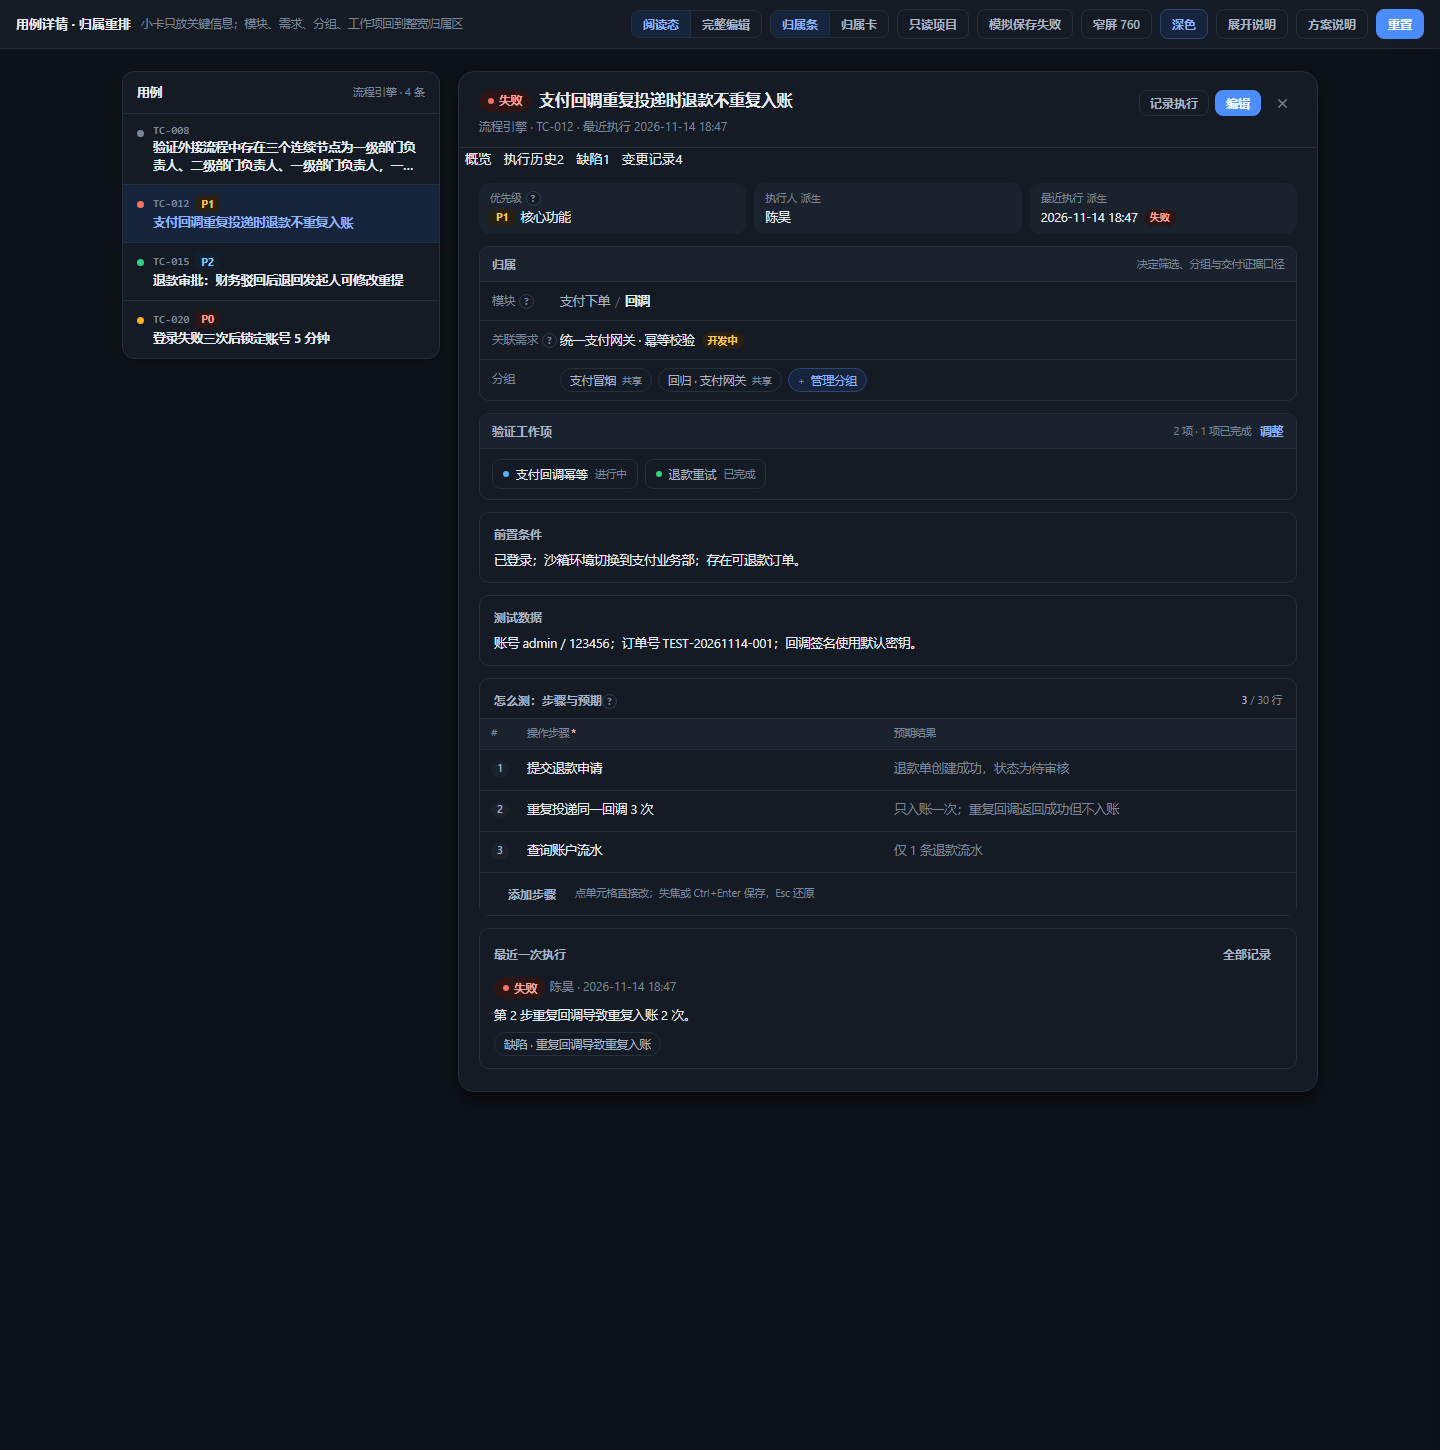 用例详情 · 归属重排 小卡只放关键信息；模块、需求、分组、工作项回到整宽归属区 阅读态 完整编辑 归属条 归属卡 只读项目 模拟保存失败 窄屏 760 深色 展开说明 方案说明 重置
用例 流程引擎 · 4 条
TC-008
验证外接流程中存在三个连续节点为一级部门负
责人、二级部门负责人、一级部门负责人，一…
TC-012 P1
支付回调重复投递时退款不重复入账
TC-015 P2
退款审批：财务驳回后退回发起人可修改重提
TC-020 P0
登录失败三次后锁定账号 5 分钟
失败 支付回调重复投递时退款不重复入账 记录执行 编辑 ×
流程引擎 · TC-012 · 最近执行 2026-11-14 18:47
概览 执行历史2 缺陷1 变更记录4
优先级 ? 执行人 派生 最近执行 派生
P1 核心功能 陈昊 2026-11-14 18:47 失败
归属 决定筛选、分组与交付证据口径
模块 ? 支付下单 / 回调
关联需求 ? 统一支付网关 · 幂等校验 开发中
分组 支付冒烟 共享 回归 · 支付网关 共享 + 管理分组
验证工作项 2 项 · 1 项已完成 调整
支付回调幂等 进行中 退款重试 已完成
前置条件
已登录；沙箱环境切换到支付业务部；存在可退款订单。
测试数据
账号 admin / 123456；订单号 TEST-20261114-001；回调签名使用默认密钥。
怎么测：步骤与预期 ? 3 / 30 行
# 操作步骤 * 预期结果
1 提交退款申请 退款单创建成功，状态为待审核
2 重复投递同一回调 3 次 只入账一次；重复回调返回成功但不入账
3 查询账户流水 仅 1 条退款流水
添加步骤 点单元格直接改；失焦或 Ctrl+Enter 保存，Esc 还原
最近一次执行 全部记录
失败 陈昊 · 2026-11-14 18:47
第 2 步重复回调导致重复入账 2 次。
缺陷 · 重复回调导致重复入账